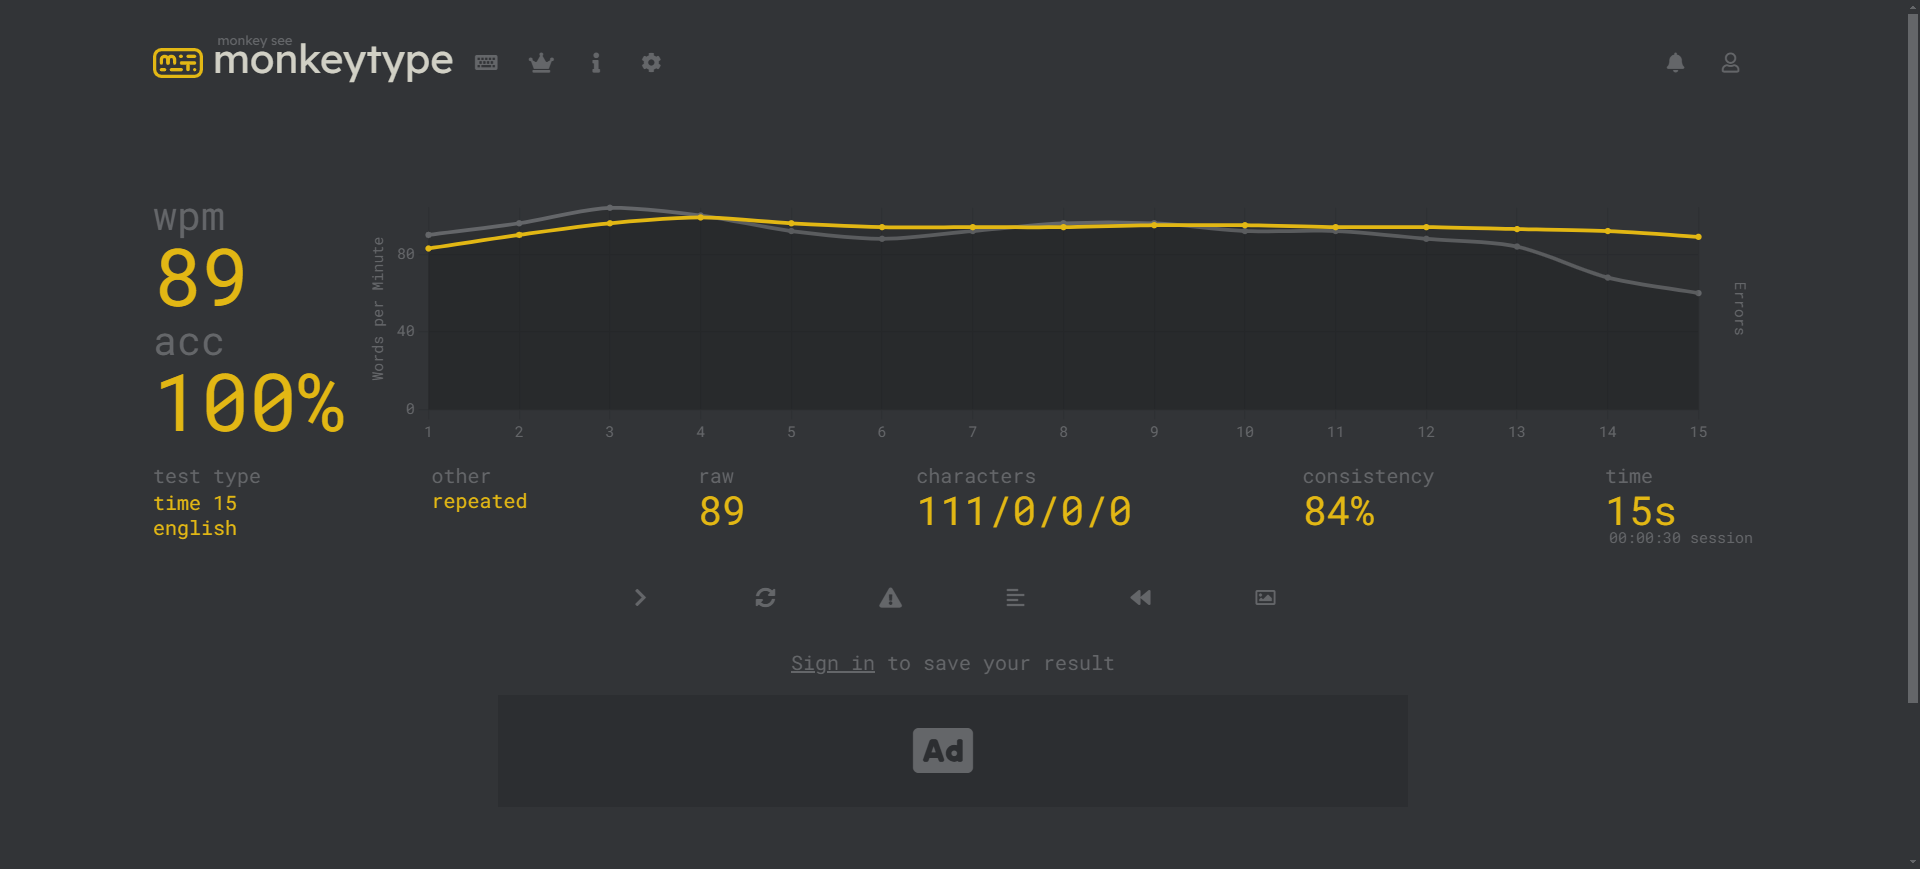 monkey see
monkeytype
wpm
89
acc
100%
Words per Minute
80
40
0
1 2 3 4 5 6 7 8 9 10 11 12 13 14 15
Errors
test type
time 15
english
other
repeated
raw
89
characters
111/0/0/0
consistency
84%
time
15s
00:00:30 session
Sign in to save your result
Ad